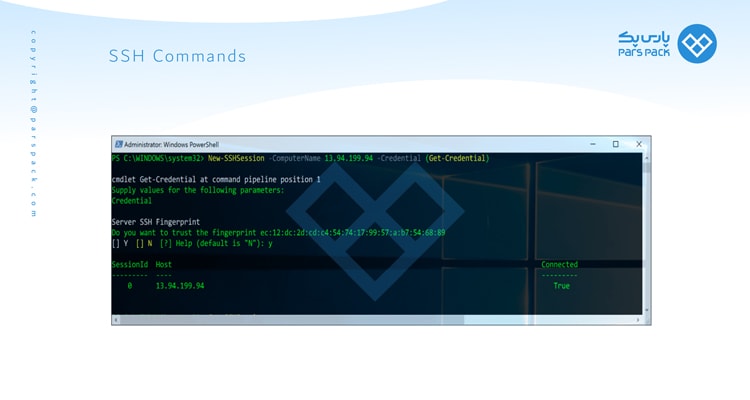 copyright@parspack.com
SSH Commands
پارس پک
PARS PACK
Administrator: Windows PowerShell
PS C:\WINDOWS\system32> New-SSHSession -ComputerName 13.94.199.94 -Credential (Get-Credential)
cmdlet Get-Credential at command pipeline position 1
Supply values for the following parameters:
Credential
Server SSH Fingerprint
Do you want to trust the fingerprint ec:12:dc:2d:cd:c4:54:74:17:99:57:a:b7:54:68:89
[] Y [] N [?] Help (default is "N"): y
SessionId Host Connected
--------- ---- ---------
0 13.94.199.94 True